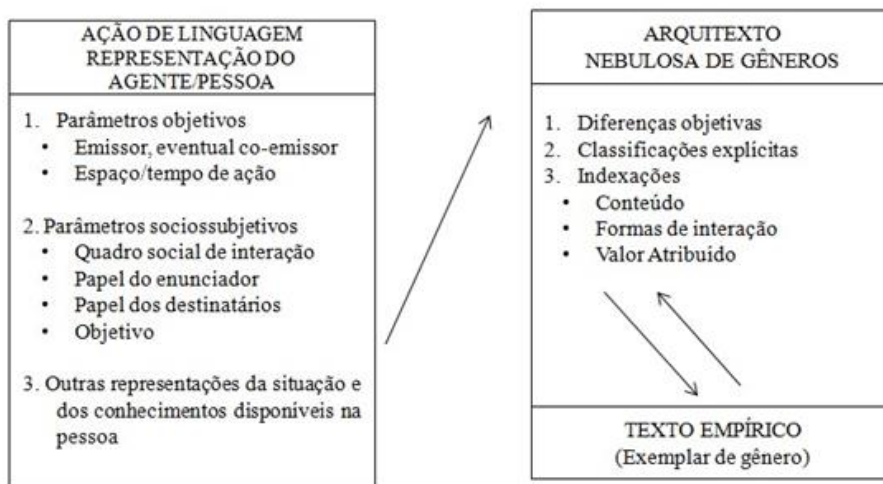 AÇÃO DE LINGUAGEM
REPRESENTAÇÃO DO
AGENTE/PESSOA
1. Parâmetros objetivos
• Emissor, eventual co-emissor
• Espaço/tempo de ação
2. Parâmetros sociossubjetivos
• Quadro social de interação
• Papel do enunciador
• Papel dos destinatários
• Objetivo
3. Outras representações da situação e
dos conhecimentos disponíveis na
pessoa
ARQUITEXTO
NEBULOSA DE GÊNEROS
1. Diferenças objetivas
2. Classificações explícitas
3. Indexações
• Conteúdo
• Formas de interação
• Valor Atribuído
TEXTO EMPÍRICO
(Exemplar de gênero)